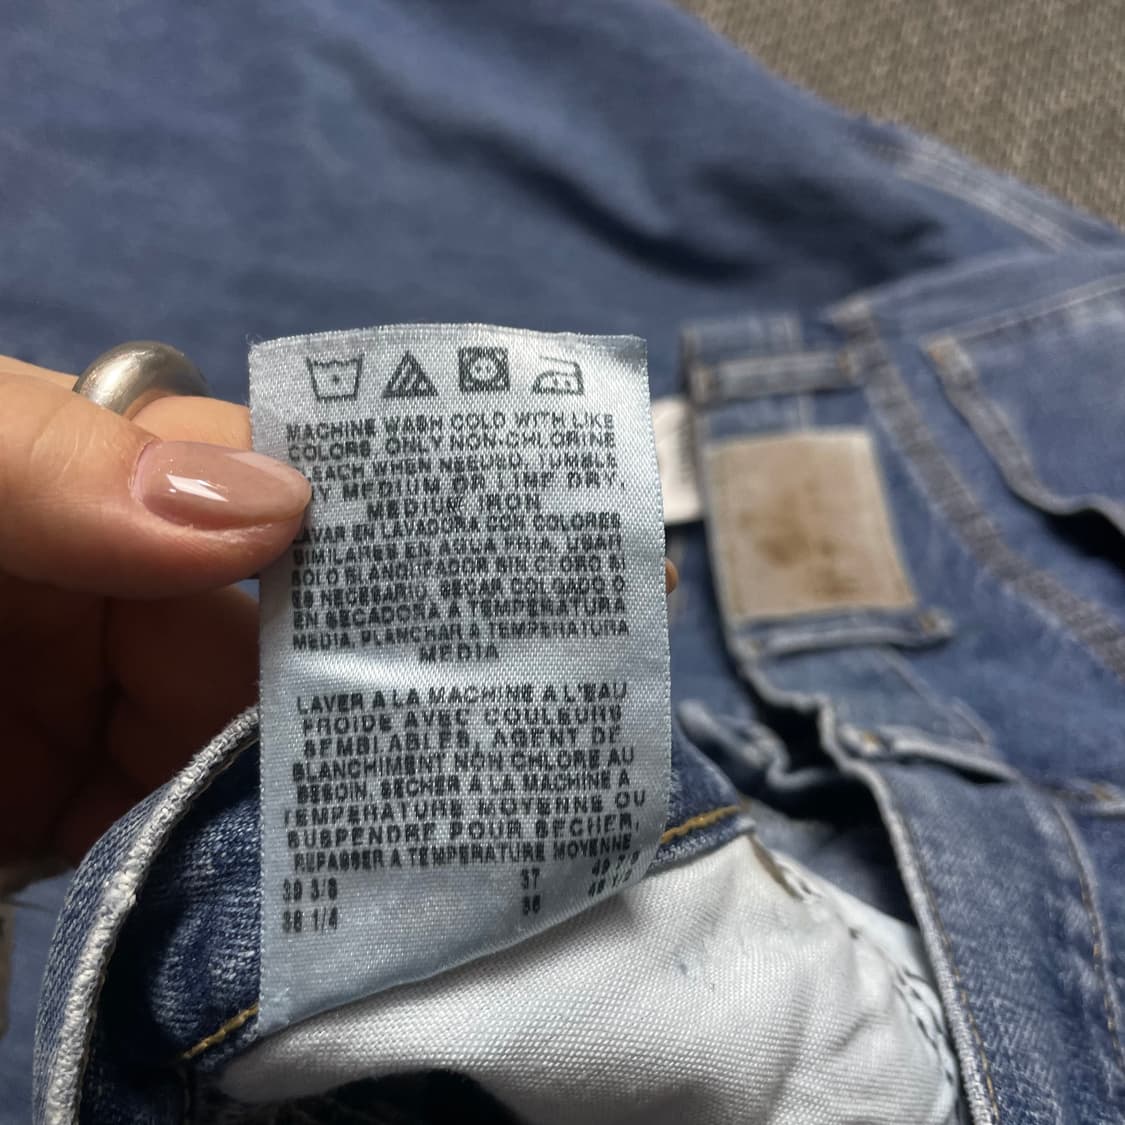 MACHINE WASH COLD WITH LIKE
COLORS. ONLY NON-CHLORINE
BLEACH WHEN NEEDED. TUMBLE
DRY MEDIUM OR LINE DRY.
MEDIUM IRON
LAVAR EN LAVADORA CON COLORES
SIMILARES EN AGUA FRIA. USAR
SOLO BLANQUEADOR SIN CLORO SI
ES NECESARIO. SECAR COLGADO O
EN SECADORA A TEMPERATURA
MEDIA. PLANCHAR A TEMPERATURA
MEDIA
LAVER A LA MACHINE A L'EAU
FROIDE AVEC COULEURS
SEMBLABLES. AGENT DE
BLANCHIMENT NON CHLORE AU
BESOIN. SECHER A LA MACHINE A
TEMPERATURE MOYENNE OU
SUSPENDRE POUR SECHER.
REPASSER A TEMPERATURE MOYENNE
39 3/8 37
38 1/4 36